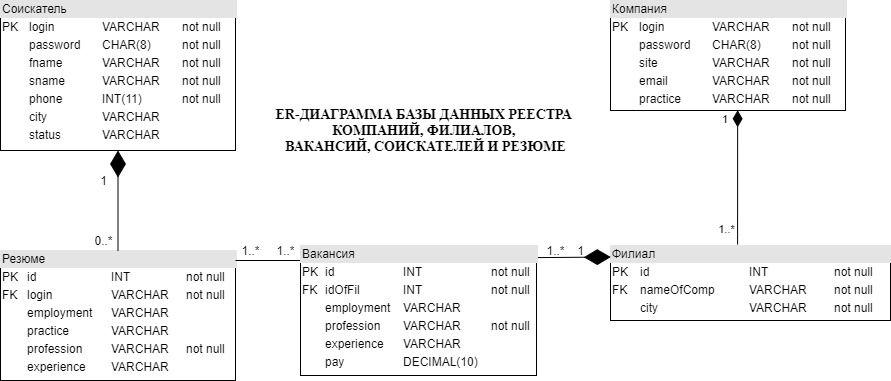 Соискатель
PK login VARCHAR not null
password CHAR(8) not null
fname VARCHAR not null
sname VARCHAR not null
phone INT(11) not null
city VARCHAR
status VARCHAR
Компания
PK login VARCHAR not null
password CHAR(8) not null
site VARCHAR not null
email VARCHAR not null
practice VARCHAR not null
ER-ДИАГРАММА БАЗЫ ДАННЫХ РЕЕСТРА
КОМПАНИЙ, ФИЛИАЛОВ,
ВАКАНСИЙ, СОИСКАТЕЛЕЙ И РЕЗЮМЕ
1
0..*
1
1..*
1..* 1..*
1..* 1
Резюме
PK id INT not null
FK login VARCHAR not null
employment VARCHAR
practice VARCHAR
profession VARCHAR not null
experience VARCHAR
Вакансия
PK id INT not null
FK idOfFil INT not null
employment VARCHAR
profession VARCHAR not null
experience VARCHAR
pay DECIMAL(10)
Филиал
PK id INT not null
FK nameOfComp VARCHAR not null
city VARCHAR not null